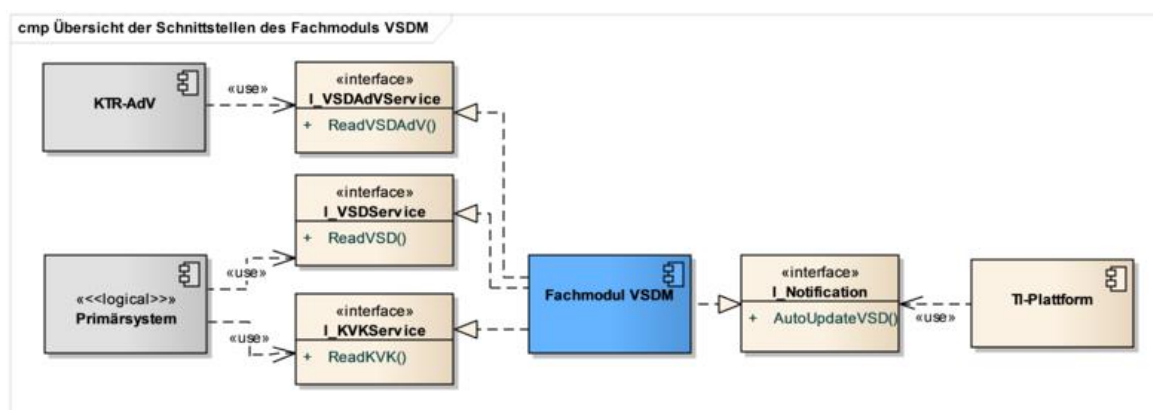 cmp Übersicht der Schnittstellen des Fachmoduls VSDM
KTR-AdV
«use»
«interface»
I_VSDAdVService
+ ReadVSDAdV()
«interface»
I_VSDService
+ ReadVSD()
«<<logical>>»
Primärsystem
«use»
«use»
«interface»
I_KVKService
+ ReadKVK()
Fachmodul VSDM
«interface»
I_Notification
+ AutoUpdateVSD()
«use»
TI-Plattform